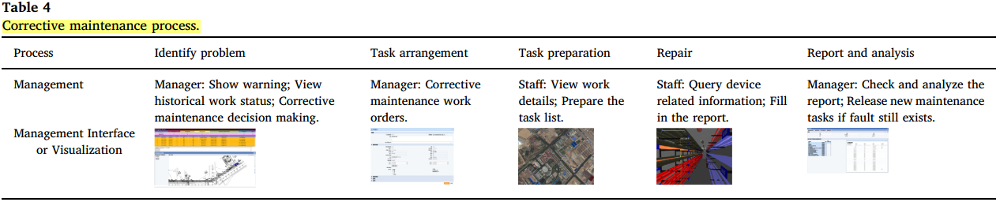 Table 4
Corrective maintenance process.
Process Identify problem Task arrangement Task preparation Repair Report and analysis
Management Manager: Show warning; View Manager: Corrective Staff: View work Staff: Query device Manager: Check and analyze the
historical work status; Corrective maintenance work details; Prepare the related information; Fill report; Release new maintenance
maintenance decision making. orders. task list. in the report. tasks if fault still exists.
Management Interface
or Visualization